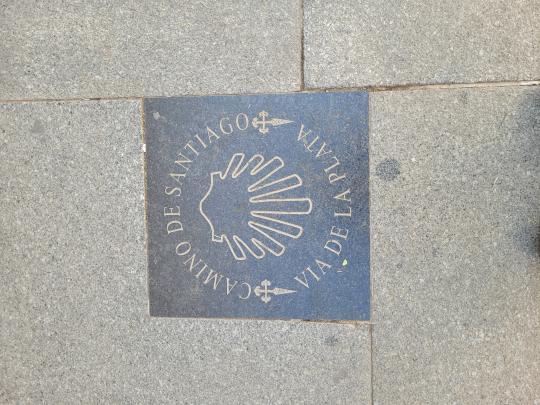 CAMINO DE SANTIAGO
VIA DE LA PLATA